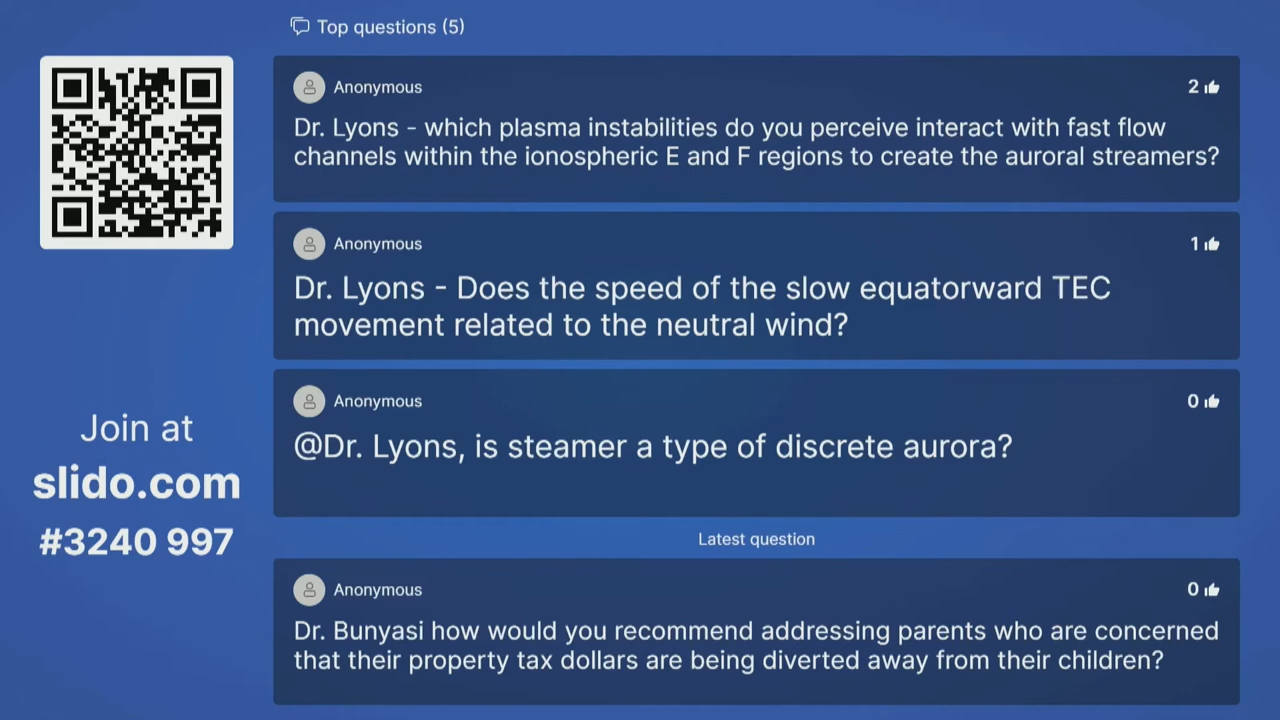 Top questions (5)
Anonymous
2
Dr. Lyons - which plasma instabilities do you perceive interact with fast flow
channels within the ionospheric E and F regions to create the auroral streamers?
Anonymous
1
Dr. Lyons - Does the speed of the slow equatorward TEC
movement related to the neutral wind?
Anonymous
0
@Dr. Lyons, is steamer a type of discrete aurora?
Latest question
Anonymous
0
Dr. Bunyasi how would you recommend addressing parents who are concerned
that their property tax dollars are being diverted away from their children?
Join at
slido.com
#3240 997